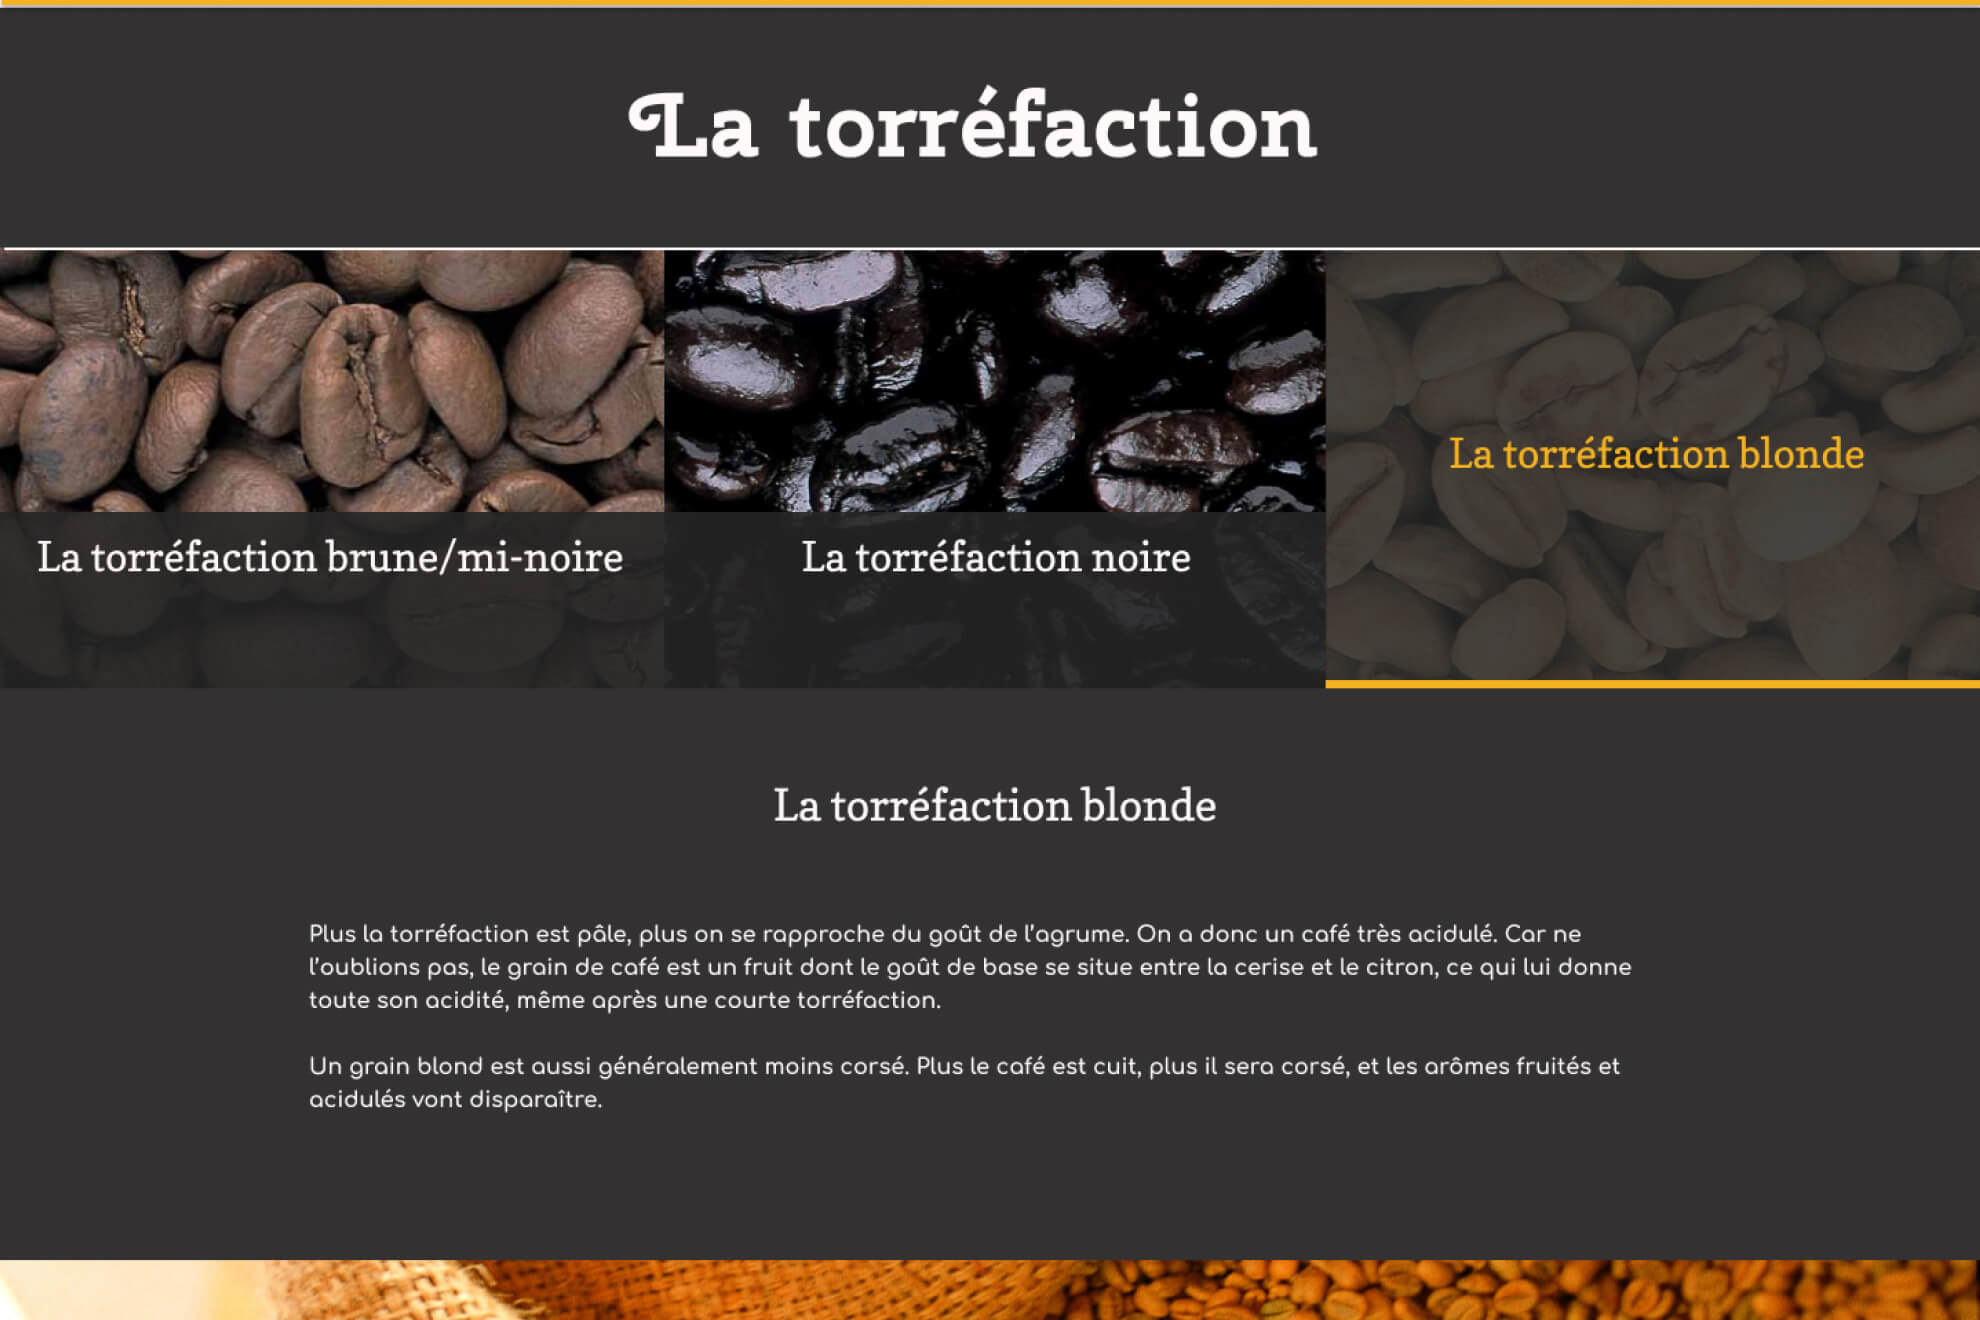 La torréfaction
La torréfaction brune/mi-noire
La torréfaction noire
La torréfaction blonde
La torréfaction blonde
Plus la torréfaction est pâle, plus on se rapproche du goût de l’agrume. On a donc un café très acidulé. Car ne
l’oublions pas, le grain de café est un fruit dont le goût de base se situe entre la cerise et le citron, ce qui lui donne
toute son acidité, même après une courte torréfaction.
Un grain blond est aussi généralement moins corsé. Plus le café est cuit, plus il sera corsé, et les arômes fruités et
acidulés vont disparaître.